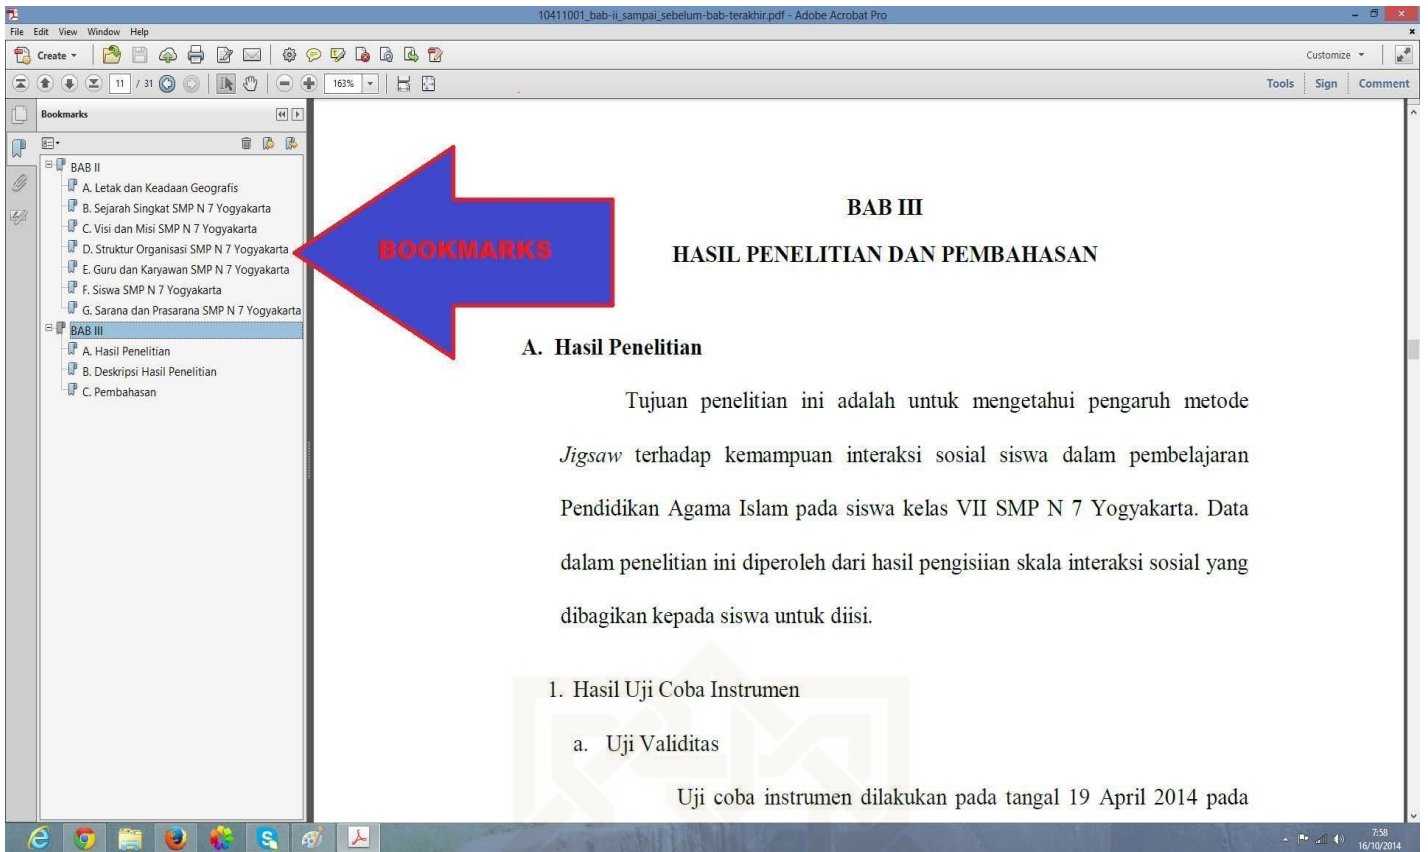 10411001_bab-ii_sampai_sebelum-bab-terakhir.pdf - Adobe Acrobat Pro
File Edit View Window Help
Create
Customize
11 / 31
163%
Tools Sign Comment
Bookmarks
BAB II
A. Letak dan Keadaan Geografis
B. Sejarah Singkat SMP N 7 Yogyakarta
C. Visi dan Misi SMP N 7 Yogyakarta
D. Struktur Organisasi SMP N 7 Yogyakarta
E. Guru dan Karyawan SMP N 7 Yogyakarta
F. Siswa SMP N 7 Yogyakarta
G. Sarana dan Prasarana SMP N 7 Yogyakarta
BAB III
A. Hasil Penelitian
B. Deskripsi Hasil Penelitian
C. Pembahasan
BOOKMARKS
BAB III
HASIL PENELITIAN DAN PEMBAHASAN
A. Hasil Penelitian
Tujuan penelitian ini adalah untuk mengetahui pengaruh metode
Jigsaw terhadap kemampuan interaksi sosial siswa dalam pembelajaran
Pendidikan Agama Islam pada siswa kelas VII SMP N 7 Yogyakarta. Data
dalam penelitian ini diperoleh dari hasil pengisiian skala interaksi sosial yang
dibagikan kepada siswa untuk diisi.
1. Hasil Uji Coba Instrumen
a. Uji Validitas
Uji coba instrumen dilakukan pada tangal 19 April 2014 pada
7:58
16/10/2014